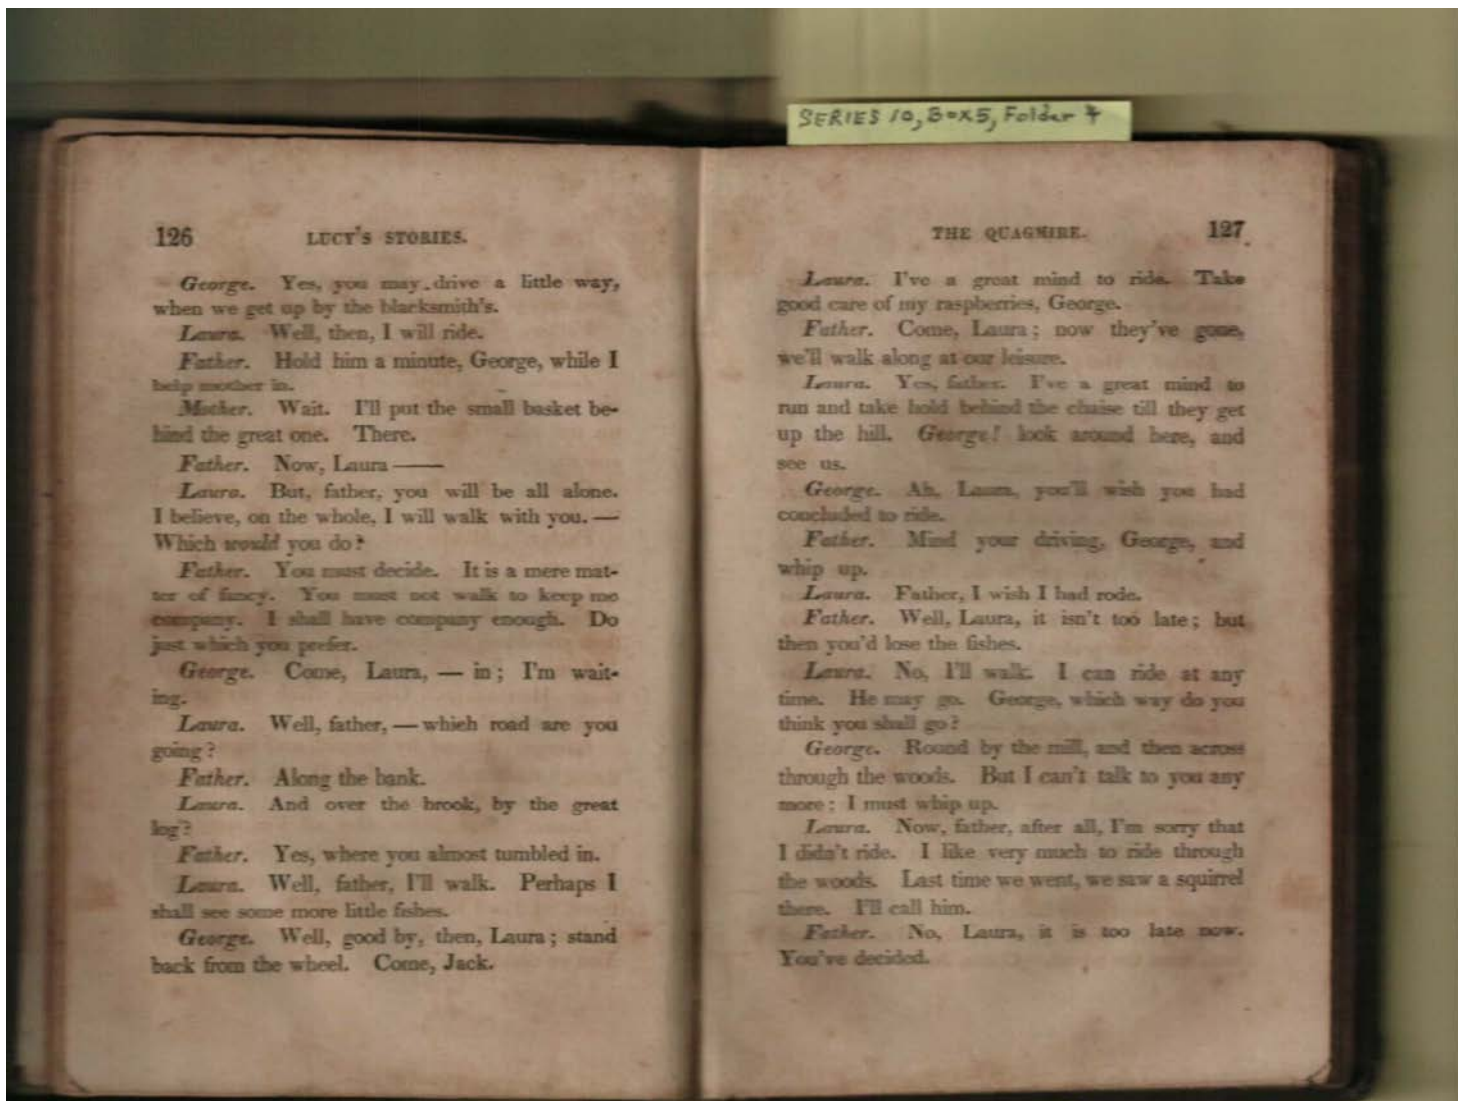 SERIES 10, Box 5, Folder 7
126 LUCY'S STORIES.
George. Yes, you may drive a little way,
when we get up by the blacksmith's.
Laura. Well, then, I will ride.
Father. Hold him a minute, George, while I
help mother in.
Mother. Wait. I'll put the small basket be-
hind the great one. There.
Father. Now, Laura ——
Laura. But, father, you will be all alone.
I believe, on the whole, I will walk with you. —
Which would you do?
Father. You must decide. It is a mere mat-
ter of fancy. You must not walk to keep me
company. I shall have company enough. Do
just which you prefer.
George. Come, Laura, — in; I'm wait-
ing.
Laura. Well, father, — which road are you
going?
Father. Along the bank.
Laura. And over the brook, by the great
log?
Father. Yes, where you almost tumbled in.
Laura. Well, father, I'll walk. Perhaps I
shall see some more little fishes.
George. Well, good by, then, Laura; stand
back from the wheel. Come, Jack.
THE QUAGMIRE. 127
Laura. I've a great mind to ride. Take
good care of my raspberries, George.
Father. Come, Laura; now they've gone,
we'll walk along at our leisure.
Laura. Yes, father. I've a great mind to
run and take hold behind the chaise till they get
up the hill. George! look around here, and
see us.
George. Ah, Laura, you'll wish you had
concluded to ride.
Father. Mind your driving, George, and
whip up.
Laura. Father, I wish I had rode.
Father. Well, Laura, it isn't too late; but
then you'd lose the fishes.
Laura. No, I'll walk. I can ride at any
time. He may go. George, which way do you
think you shall go?
George. Round by the mill, and then across
through the woods. But I can't talk to you any
more: I must whip up.
Laura. Now, father, after all, I'm sorry that
I didn't ride. I like very much to ride through
the woods. Last time we went, we saw a squirrel
there. I'll call him.
Father. No, Laura, it is too late now.
You've decided.